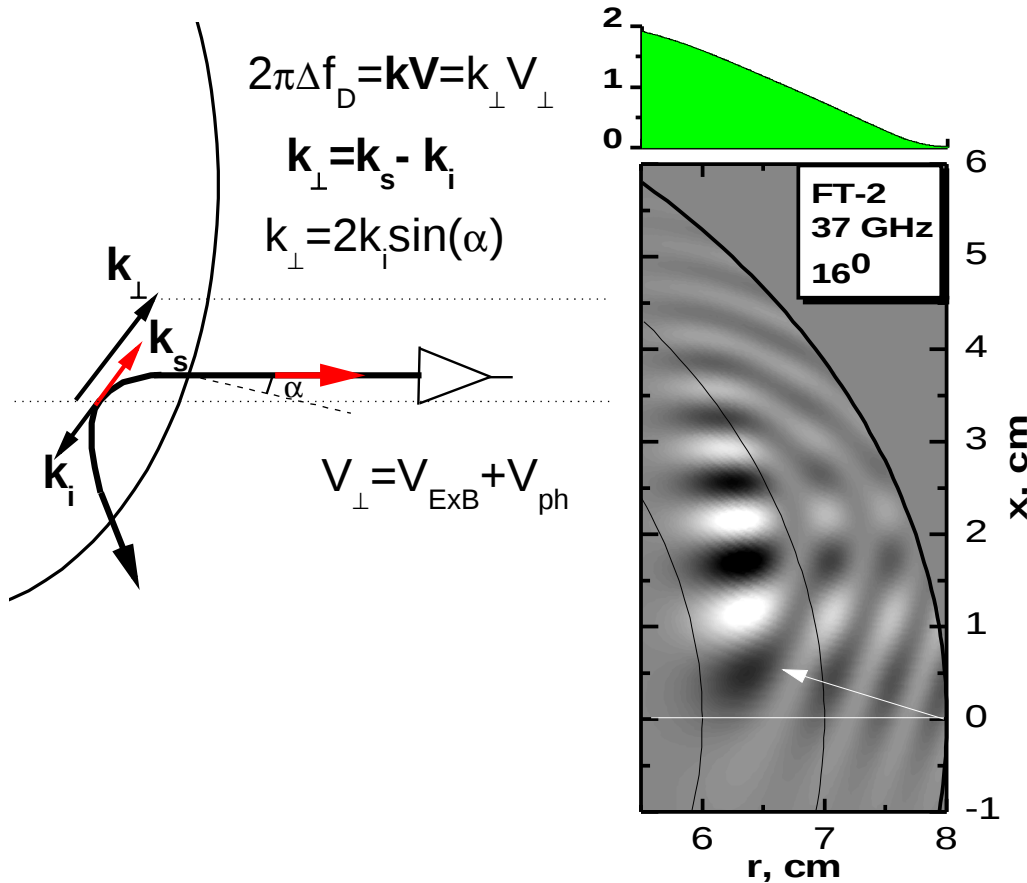 2πΔf_D=kV=k_⊥V_⊥
k_⊥=k_s- k_i
k_⊥=2k_isin(α)
k_⊥
k_s
α
k_i
V_⊥=V_ExB+V_ph
2
1
0
FT-2
37 GHz
16⁰
6
5
4
3
2
1
0
-1
x, cm
6 7 8
r, cm